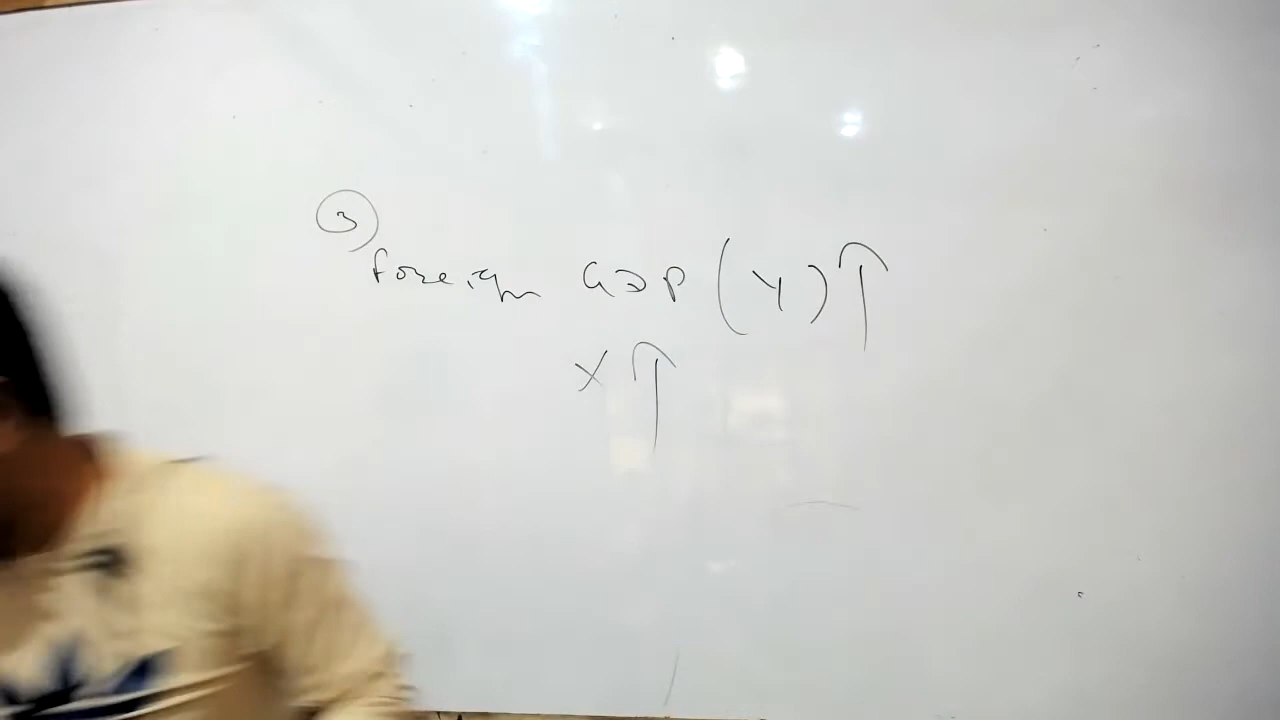 ③
foreign GDP (Y) ↑
X ↑